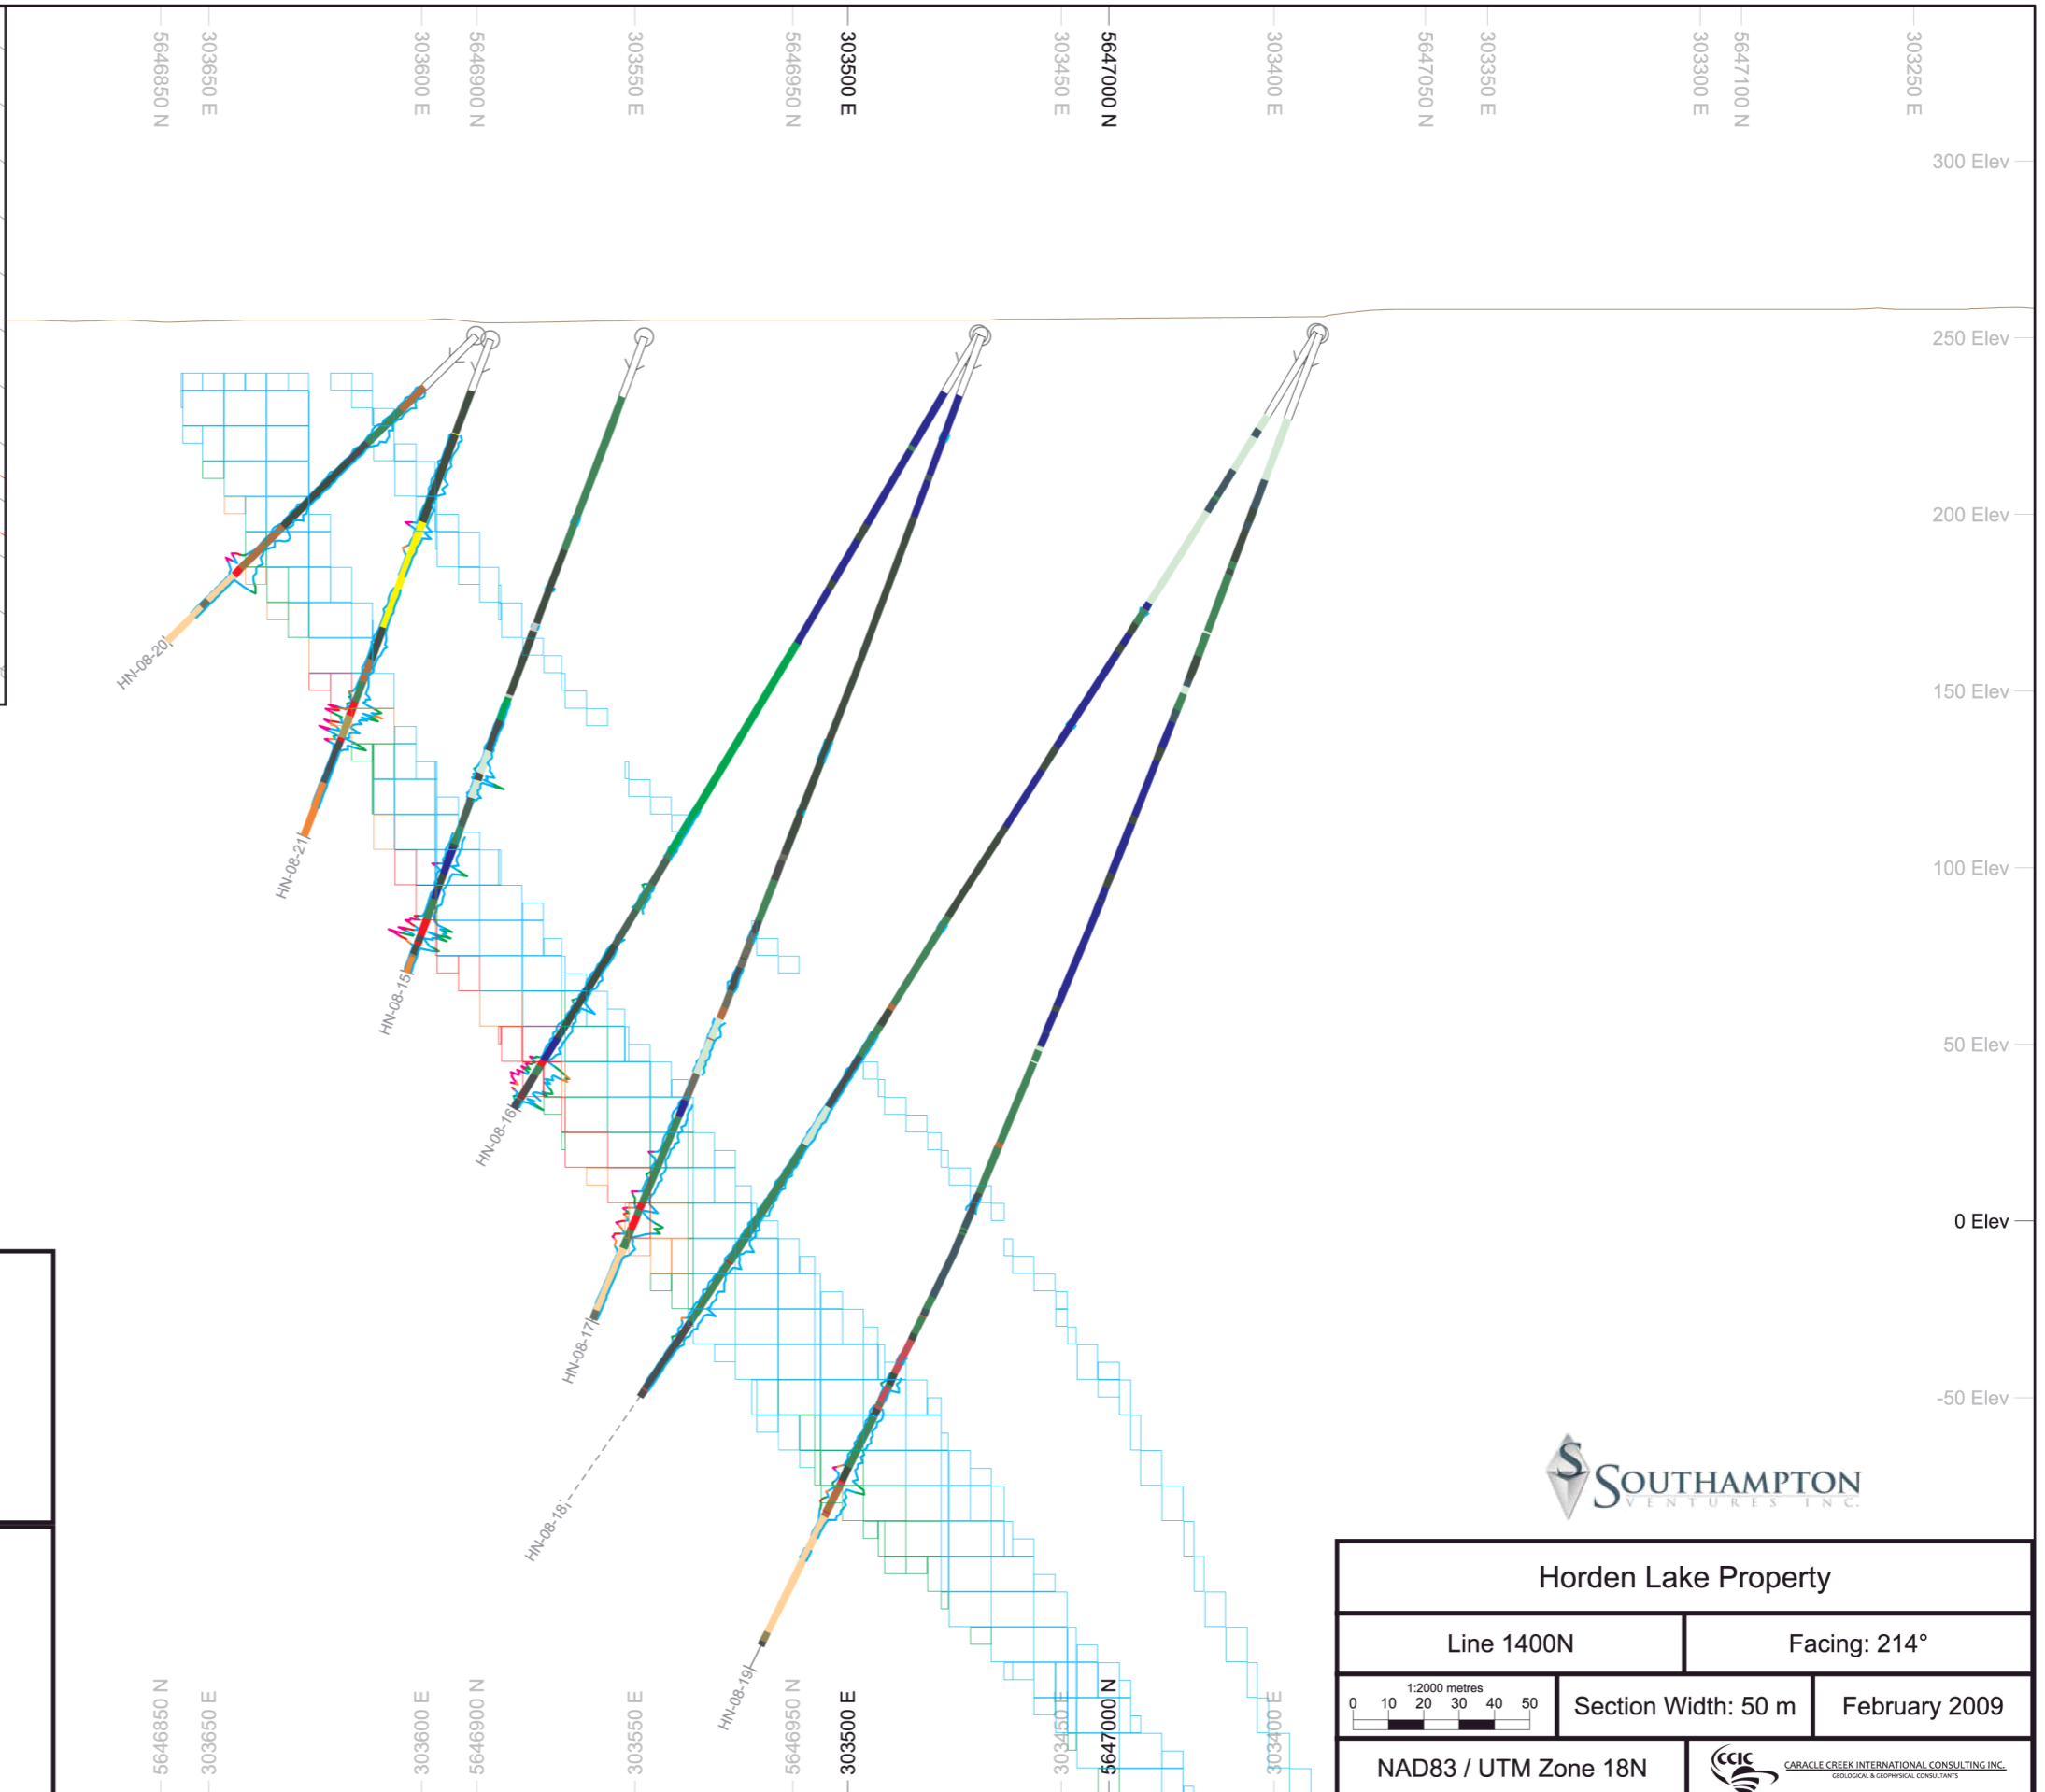 5646850 N
303650 E
303600 E
5646900 N
303550 E
5646950 N
303500 E
303450 E
5647000 N
303400 E
5647050 N
303350 E
303300 E
5647100 N
303250 E
300 Elev
250 Elev
200 Elev
150 Elev
100 Elev
50 Elev
0 Elev
-50 Elev
HN-08-20
HN-08-21
HN-08-15
HN-08-16
HN-08-17
HN-08-18
HN-08-19
SOUTHAMPTON
VENTURES INC.
Horden Lake Property
Line 1400N
Facing: 214°
1:2000 metres
0 10 20 30 40 50
Section Width: 50 m
February 2009
NAD83 / UTM Zone 18N
CCIC
CARACLE CREEK INTERNATIONAL CONSULTING INC.
GEOLOGICAL & GEOPHYSICAL CONSULTANTS
5646850 N
303650 E
303600 E
5646900 N
303550 E
5646950 N
303500 E
303450 E
5647000 N
303400 E